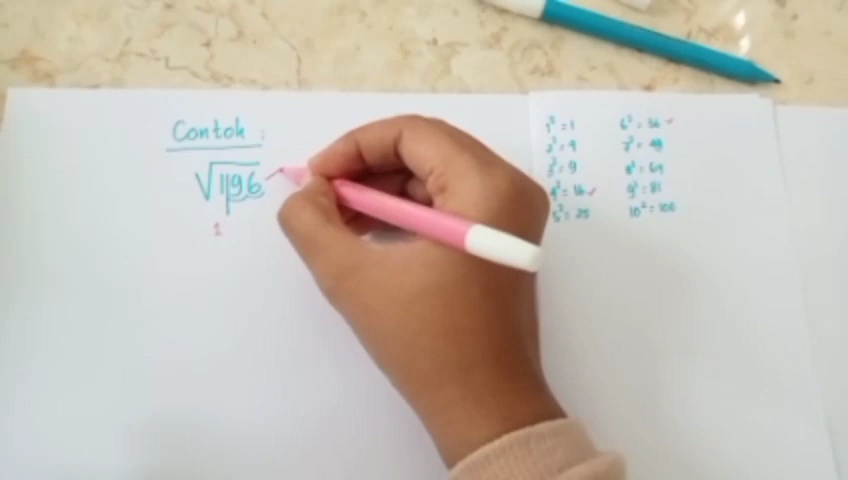 Contoh :
√196
1
1² = 1
2² = 4
3² = 9
4² = 16 ✓
5² = 25
6² = 36 ✓
7² = 49
8² = 64
9² = 81
10² = 100